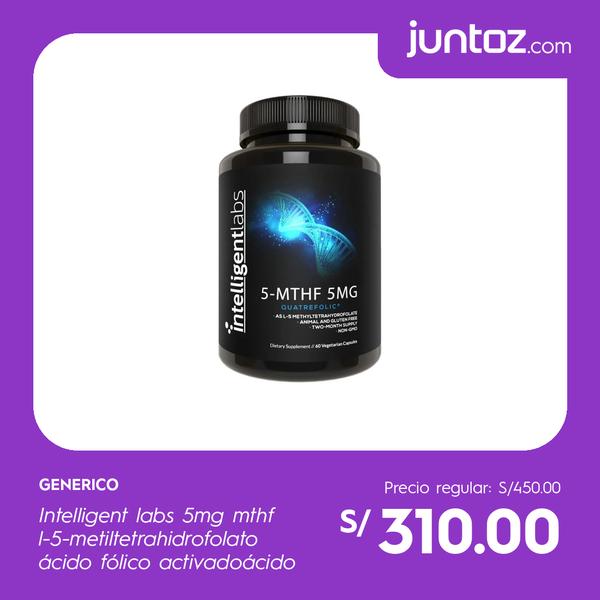 juntoz.com
intelligentlabs
5-MTHF 5MG
QUATREFOLIC®
· AS L-5 METHYLTETRAHYDROFOLATE
· ANIMAL AND GLUTEN FREE
· TWO-MONTH SUPPLY
· NON-GMO
Dietary Supplement // 60 Vegetarian Capsules
GENERICO
Intelligent labs 5mg mthf
l-5-metiltetrahidrofolato
ácido fólico activadoácido
Precio regular: S/450.00
S/ 310.00